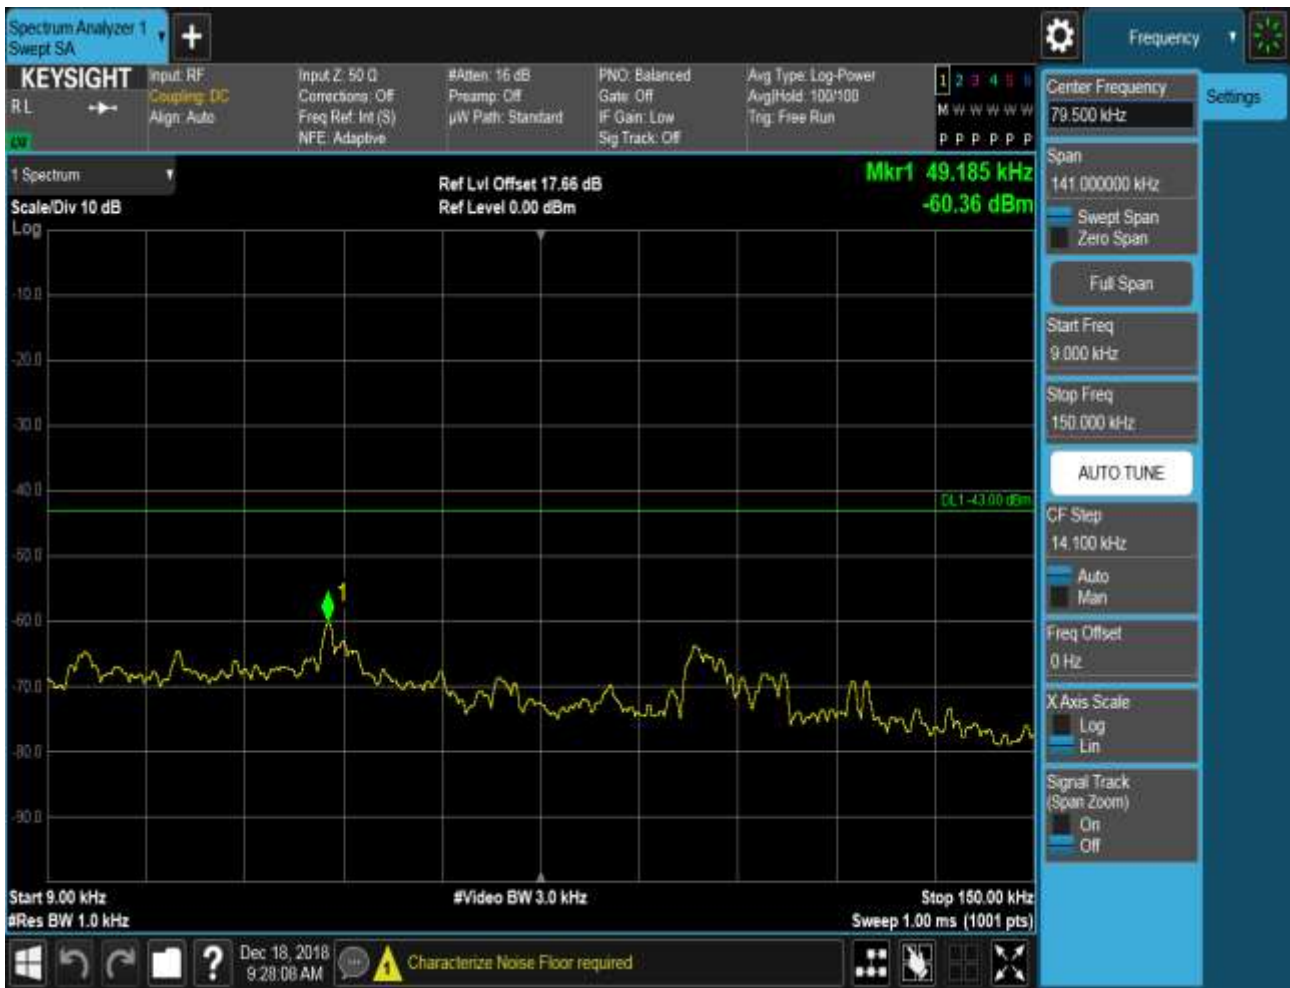 Spectrum Analyzer 1
Swept SA
Frequency
KEYSIGHT
R L
Input: RF
Coupling: DC
Align: Auto
Input Z: 50 Ω
Corrections: Off
Freq Ref: Int (S)
NFE: Adaptive
#Atten: 16 dB
Preamp: Off
µW Path: Standard
PNO: Balanced
Gate: Off
IF Gain: Low
Sig Track: Off
Avg Type: Log-Power
Avg|Hold: 100/100
Trig: Free Run
1 2 3 4 5 6
M W W W W W
P P P P P P
1 Spectrum
Scale/Div 10 dB
Log
Ref Lvl Offset 17.66 dB
Ref Level 0.00 dBm
Mkr1 49.185 kHz
-60.36 dBm
-10.0
-20.0
-30.0
-40.0
DL1 -43.00 dBm
-50.0
1
-60.0
-70.0
-80.0
-90.0
Start 9.00 kHz
#Res BW 1.0 kHz
#Video BW 3.0 kHz
Stop 150.00 kHz
Sweep 1.00 ms (1001 pts)
Center Frequency
79.500 kHz
Settings
Span
141.000000 kHz
Swept Span
Zero Span
Full Span
Start Freq
9.000 kHz
Stop Freq
150.000 kHz
AUTO TUNE
CF Step
14.100 kHz
Auto
Man
Freq Offset
0 Hz
X Axis Scale
Log
Lin
Signal Track
(Span Zoom)
On
Off
?
Dec 18, 2018
9:28:08 AM
1
Characterize Noise Floor required